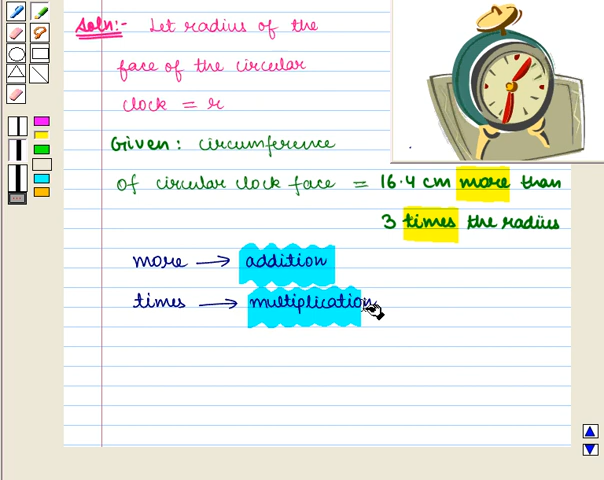 Soln:- Let radius of the
face of the circular
clock = r
Given: circumference
of circular clock face = 16.4 cm more than
3 times the radius
more → addition
times → multiplication